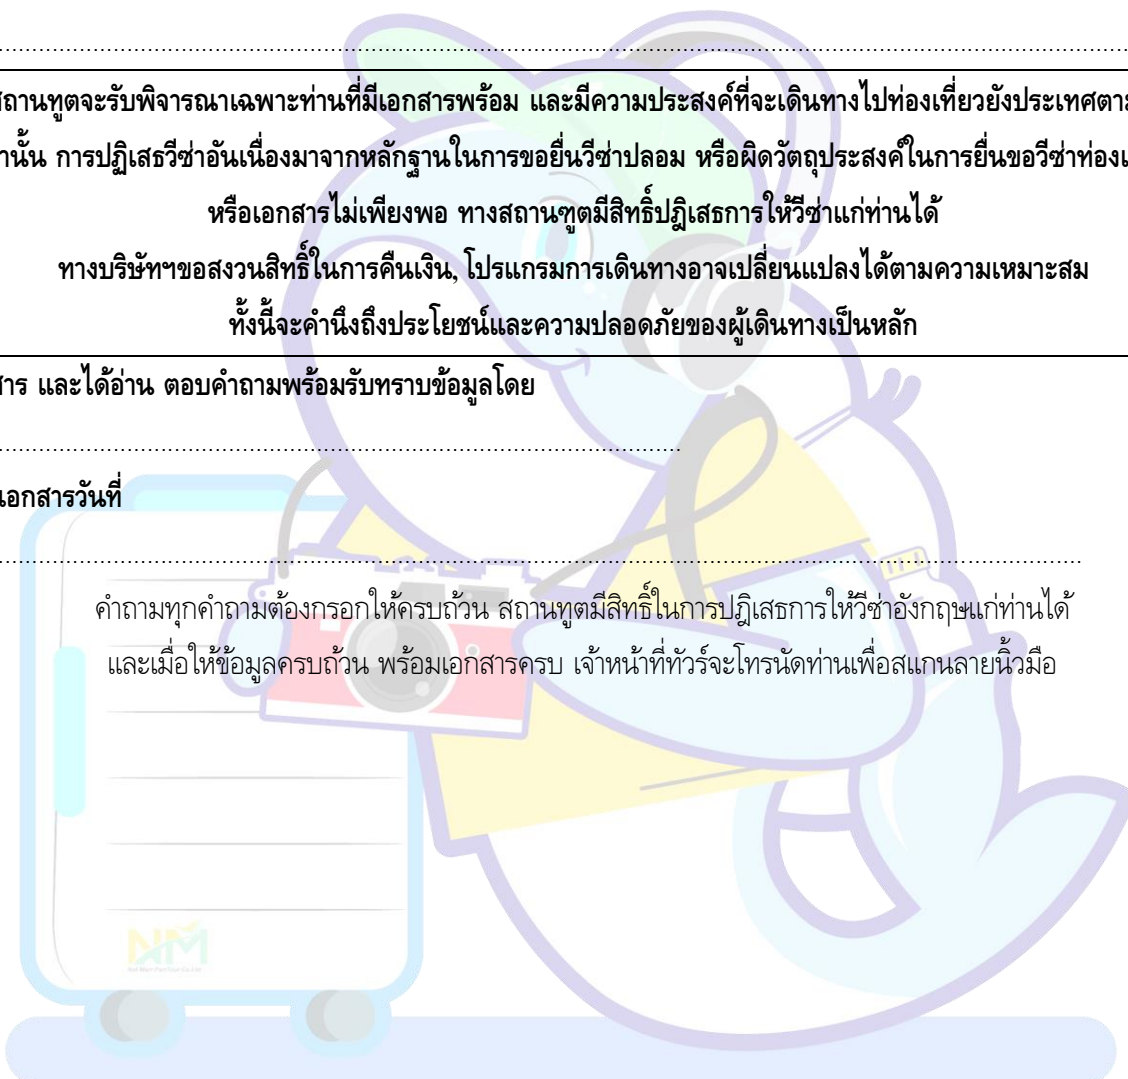 สถานทูตจะรับพิจารณาเฉพาะท่านที่มีเอกสารพร้อม และมีความประสงค์ที่จะเดินทางไปท่องเที่ยวยังประเทศตาม
านั้น การปฏิเสธวีซ่าอันเนื่องมาจากหลักฐานในการขอยื่นวีซ่าปลอม หรือผิดวัตถุประสงค์ในการยื่นขอวีซ่าท่องเ
หรือเอกสารไม่เพียงพอ ทางสถานฑูตมีสิทธิ์ปฎิเสธการให้วีซ่าแก่ท่านได้
ทางบริษัทฯขอสงวนสิทธิ์ในการคืนเงิน, โปรแกรมการเดินทางอาจเปลี่ยนแปลงได้ตามความเหมาะสม
ทั้งนี้จะคำนึงถึงประโยชน์และความปลอดภัยของผู้เดินทางเป็นหลัก
สาร และได้อ่าน ตอบคำถามพร้อมรับทราบข้อมูลโดย
เอกสารวันที่
คำถามทุกคำถามต้องกรอกให้ครบถ้วน สถานทูตมีสิทธิ์ในการปฎิเสธการให้วีซ่าอังกฤษแก่ท่านได้
และเมื่อให้ข้อมูลครบถ้วน พร้อมเอกสารครบ เจ้าหน้าที่ทัวร์จะโทรนัดท่านเพื่อสแกนลายนิ้วมือ
NM